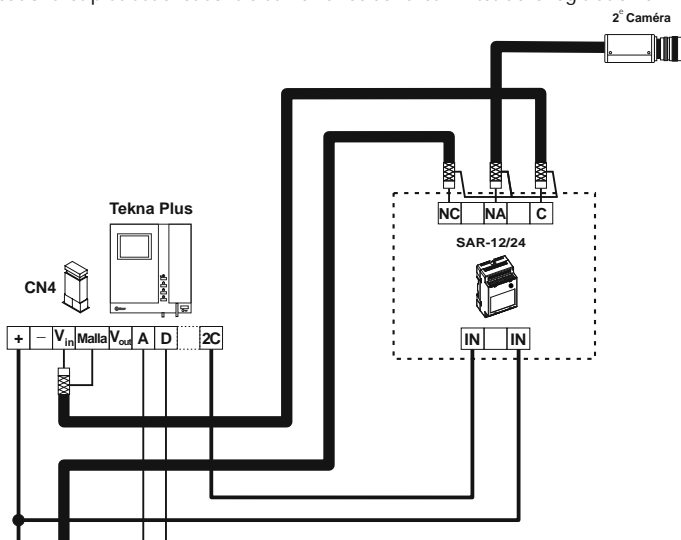 2e Caméra
NC NA C
Tekna Plus
SAR-12/24
CN4
+ – Vin Malla Vout A D 2C
IN IN